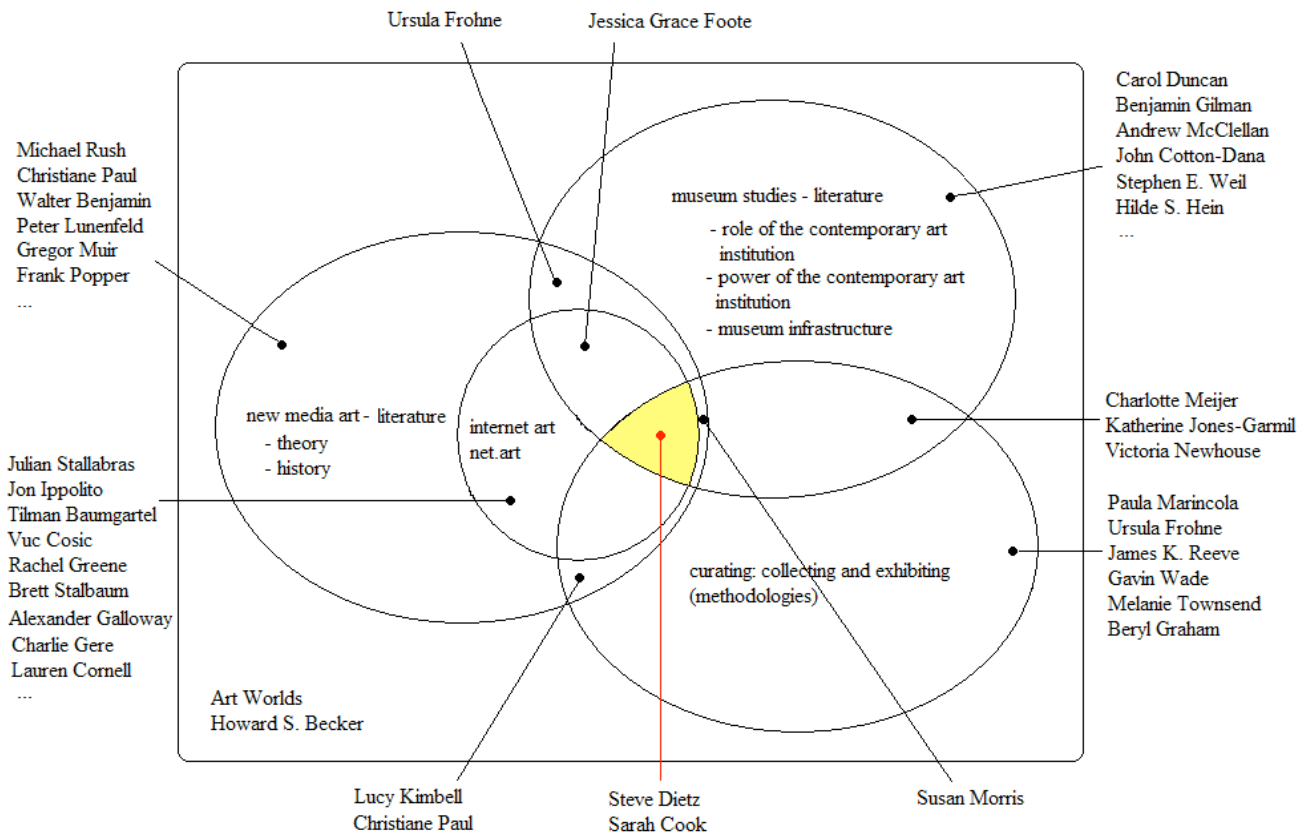 Ursula Frohne
Jessica Grace Foote
Carol Duncan
Benjamin Gilman
Andrew McClellan
John Cotton-Dana
Stephen E. Weil
Hilde S. Hein
...
Michael Rush
Christiane Paul
Walter Benjamin
Peter Lunenfeld
Gregor Muir
Frank Popper
...
museum studies - literature
- role of the contemporary art
institution
- power of the contemporary art
institution
- museum infrastructure
new media art - literature
- theory
- history
internet art
net.art
Charlotte Meijer
Katherine Jones-Garmil
Victoria Newhouse
Julian Stallabras
Jon Ippolito
Tilman Baumgartel
Vuc Cosic
Rachel Greene
Brett Stalbaum
Alexander Galloway
Charlie Gere
Lauren Cornell
...
Paula Marincola
Ursula Frohne
James K. Reeve
Gavin Wade
Melanie Townsend
Beryl Graham
curating: collecting and exhibiting
(methodologies)
Art Worlds
Howard S. Becker
Lucy Kimbell
Christiane Paul
Steve Dietz
Sarah Cook
Susan Morris